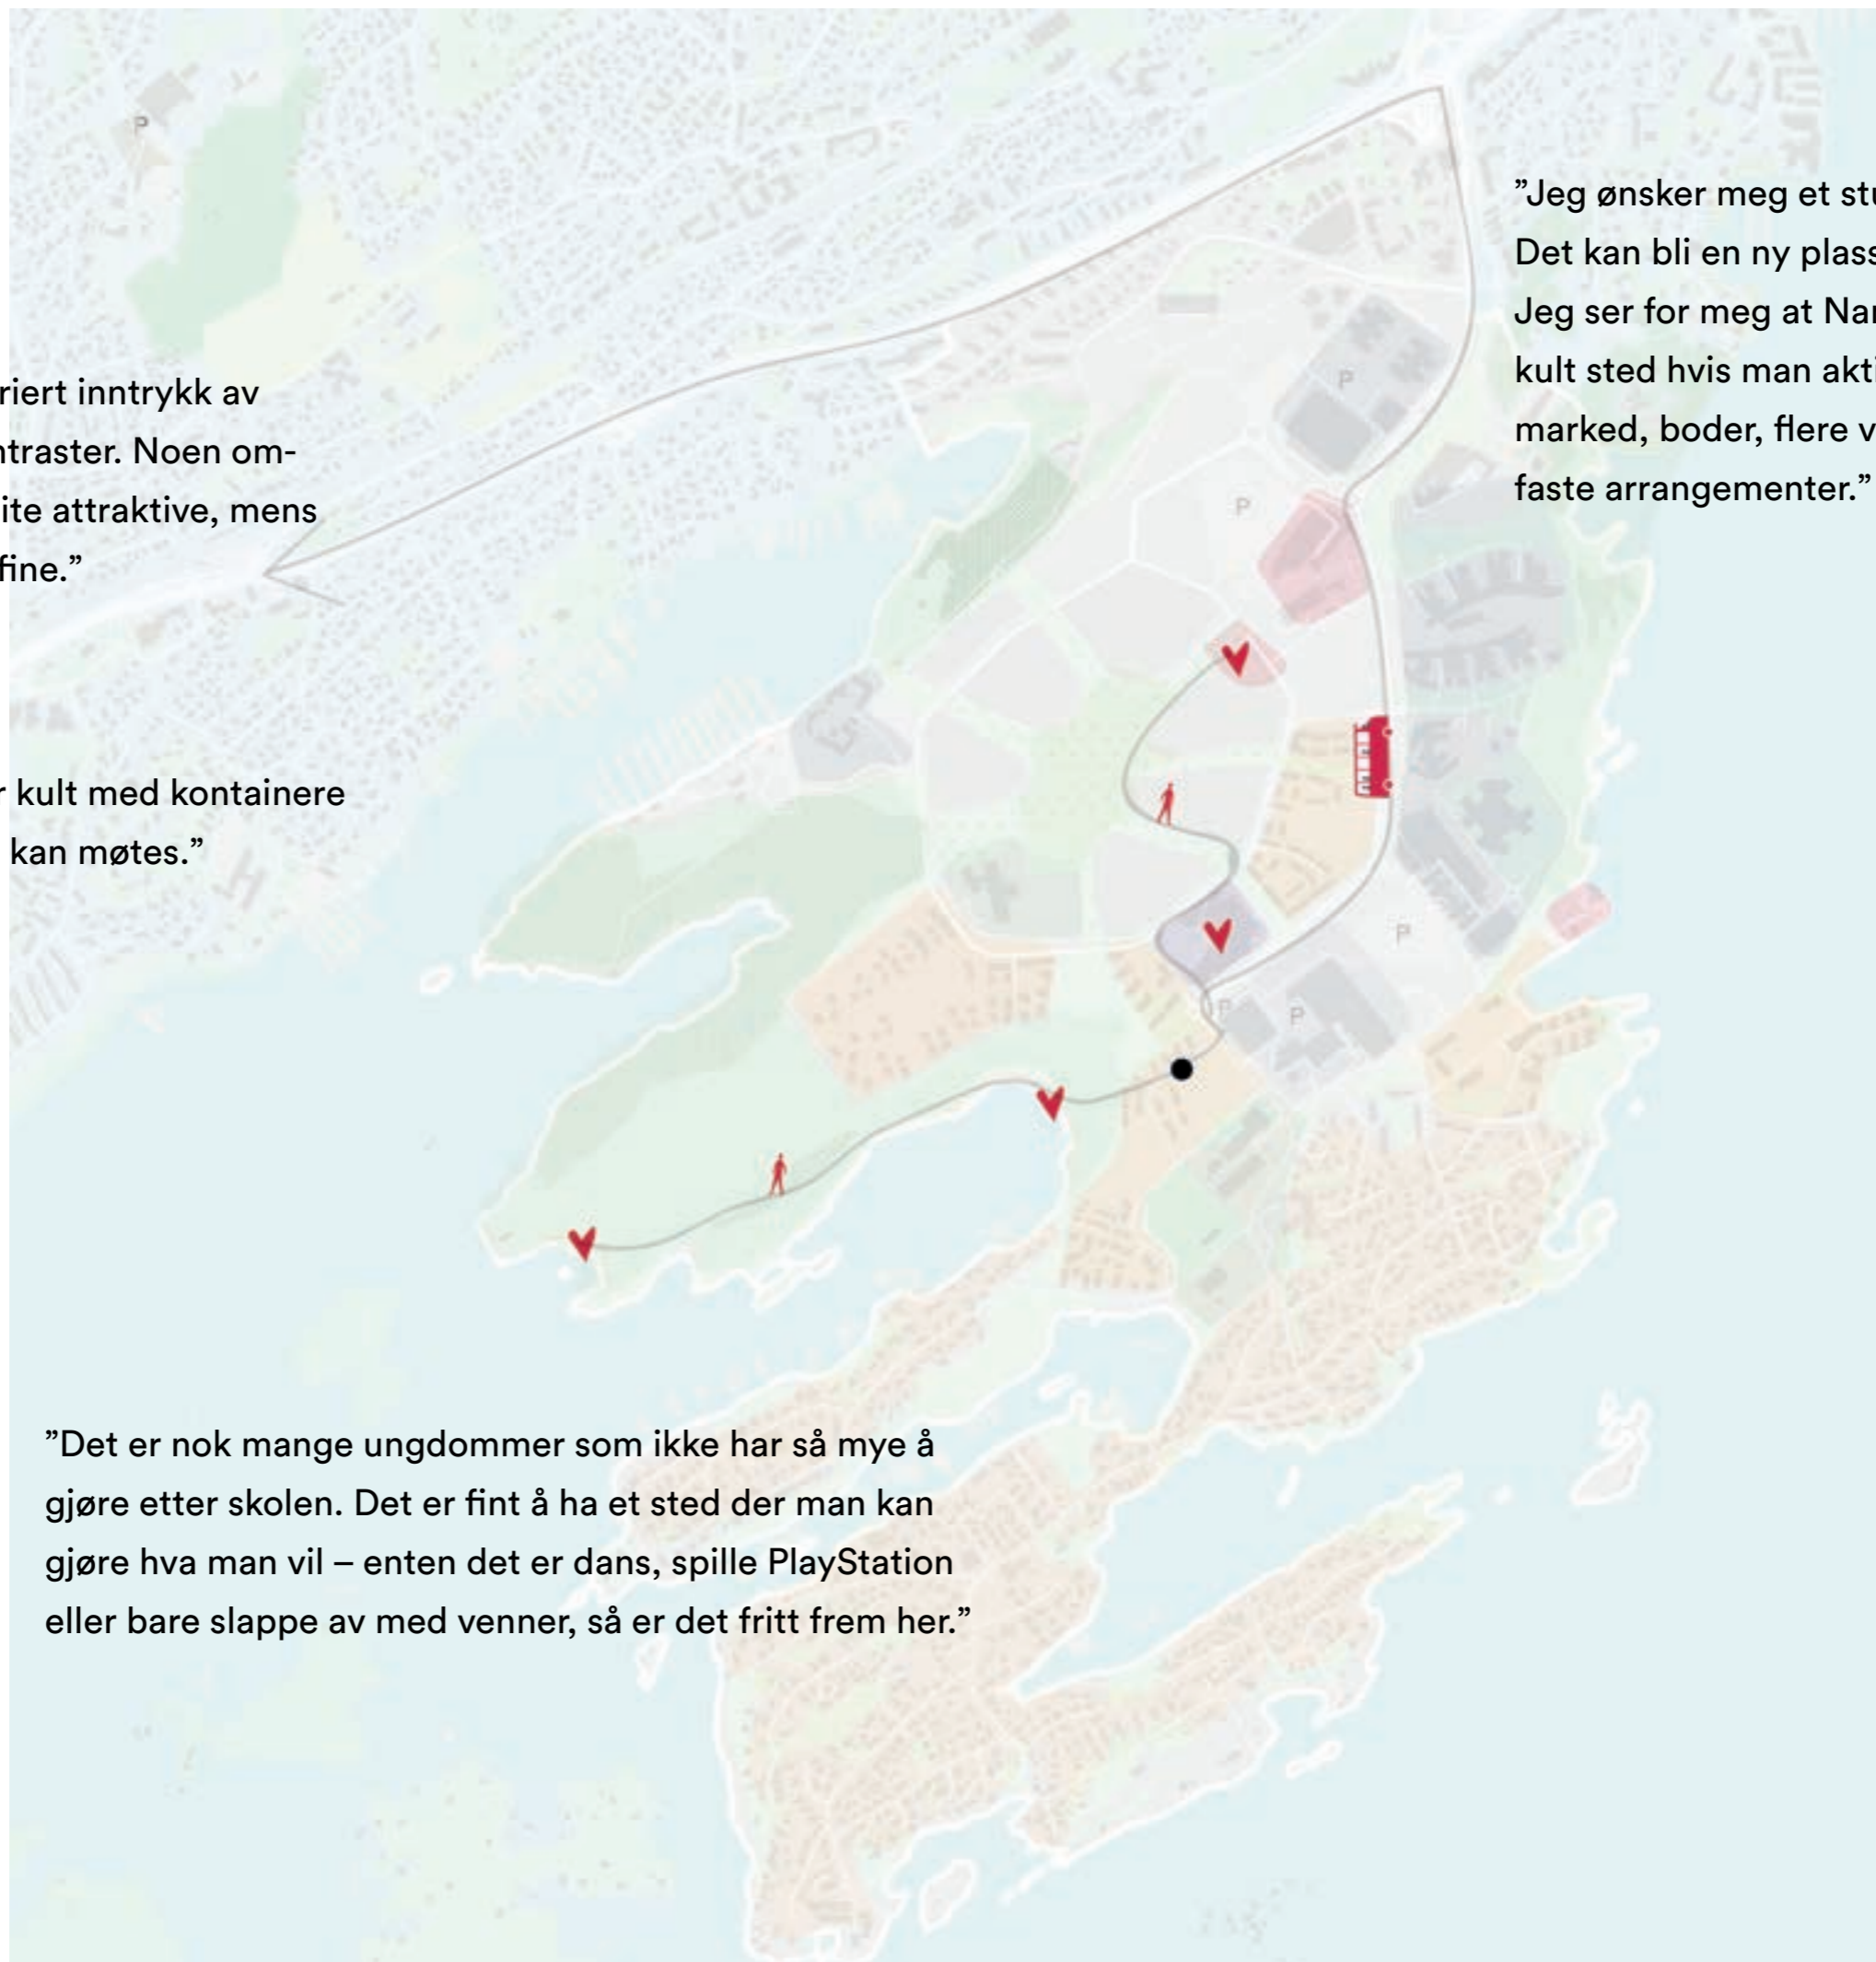 riert inntrykk av
ntraster. Noen om-
ite attraktive, mens
fine.”
r kult med kontainere
kan møtes.”
”Jeg ønsker meg et stu
Det kan bli en ny plass
Jeg ser for meg at Nar
kult sted hvis man akti
marked, boder, flere v
faste arrangementer.”
”Det er nok mange ungdommer som ikke har så mye å
gjøre etter skolen. Det er fint å ha et sted der man kan
gjøre hva man vil – enten det er dans, spille PlayStation
eller bare slappe av med venner, så er det fritt frem her.”
P
P
P
P
P
P